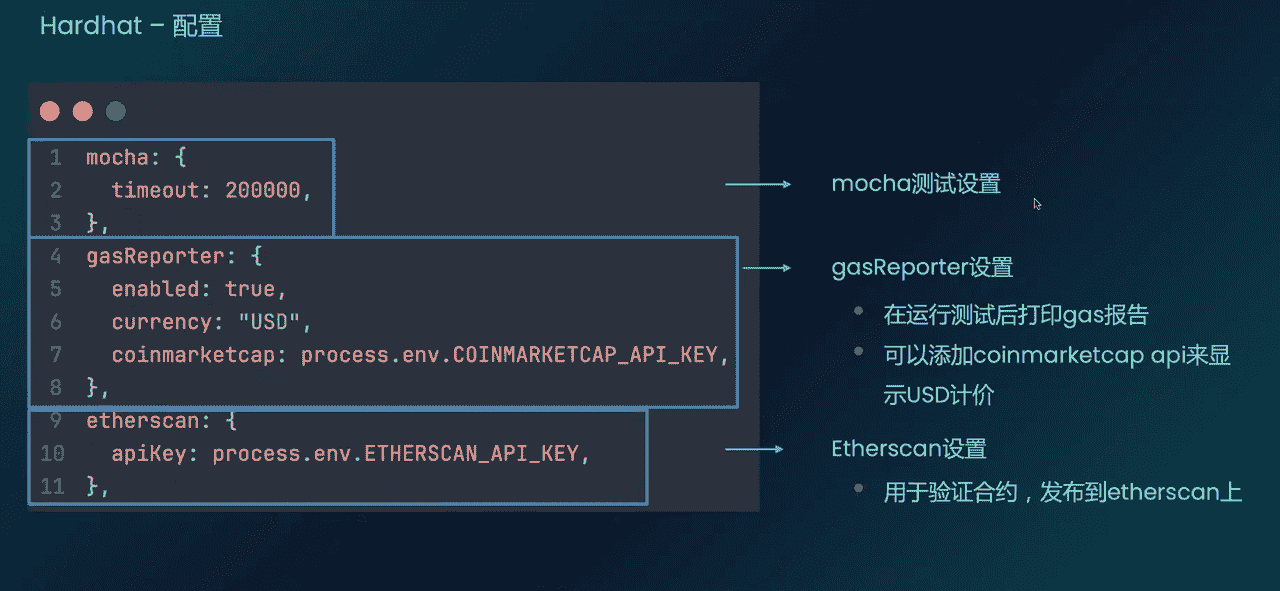 Hardhat – 配置
1 mocha: {
2 timeout: 200000,
3 },
4 gasReporter: {
5 enabled: true,
6 currency: "USD",
7 coinmarketcap: process.env.COINMARKETCAP_API_KEY,
8 },
9 etherscan: {
10 apiKey: process.env.ETHERSCAN_API_KEY,
11 },
mocha测试设置
gasReporter设置
在运行测试后打印gas报告
可以添加coinmarketcap api来显
示USD计价
Etherscan设置
用于验证合约，发布到etherscan上